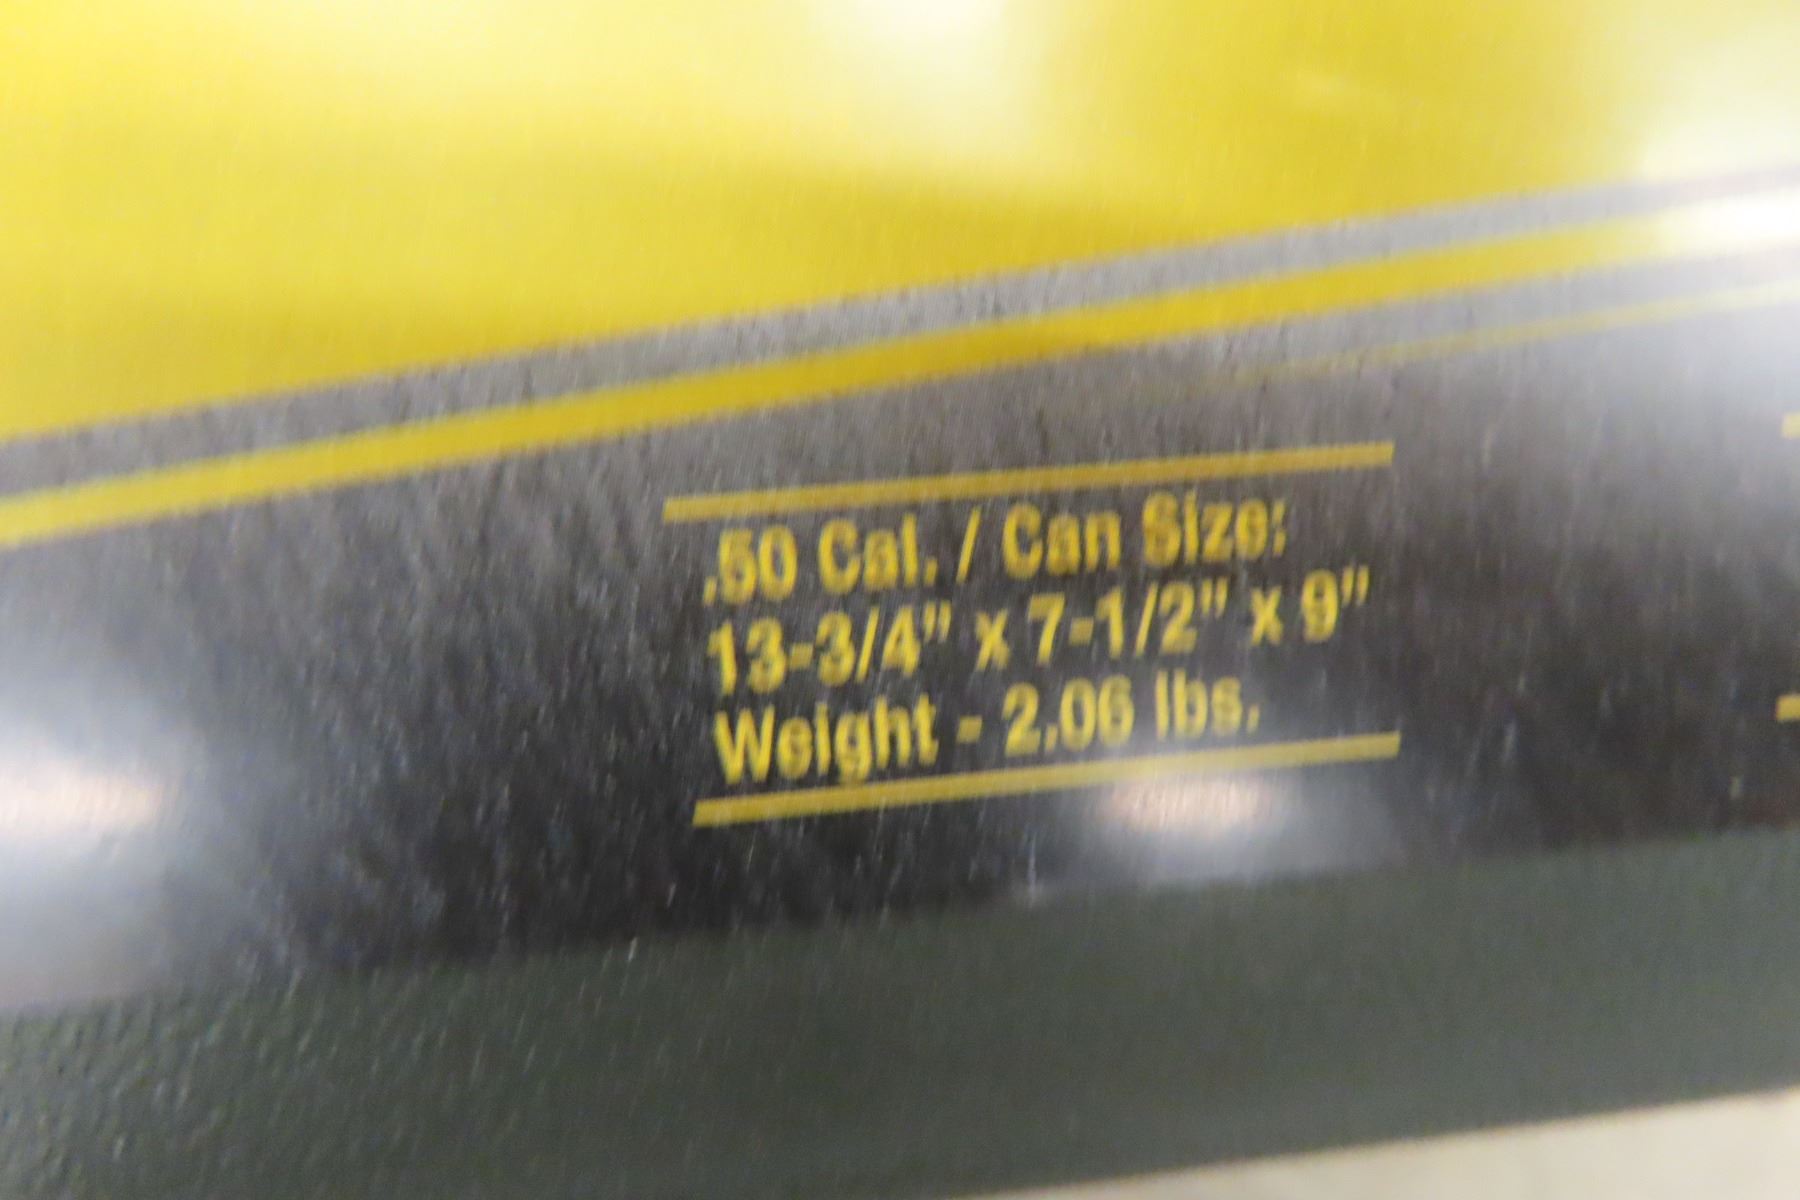 .50 Cal. / Can Size:
13-3/4" x 7-1/2" x 9"
Weight - 2.06 lbs.